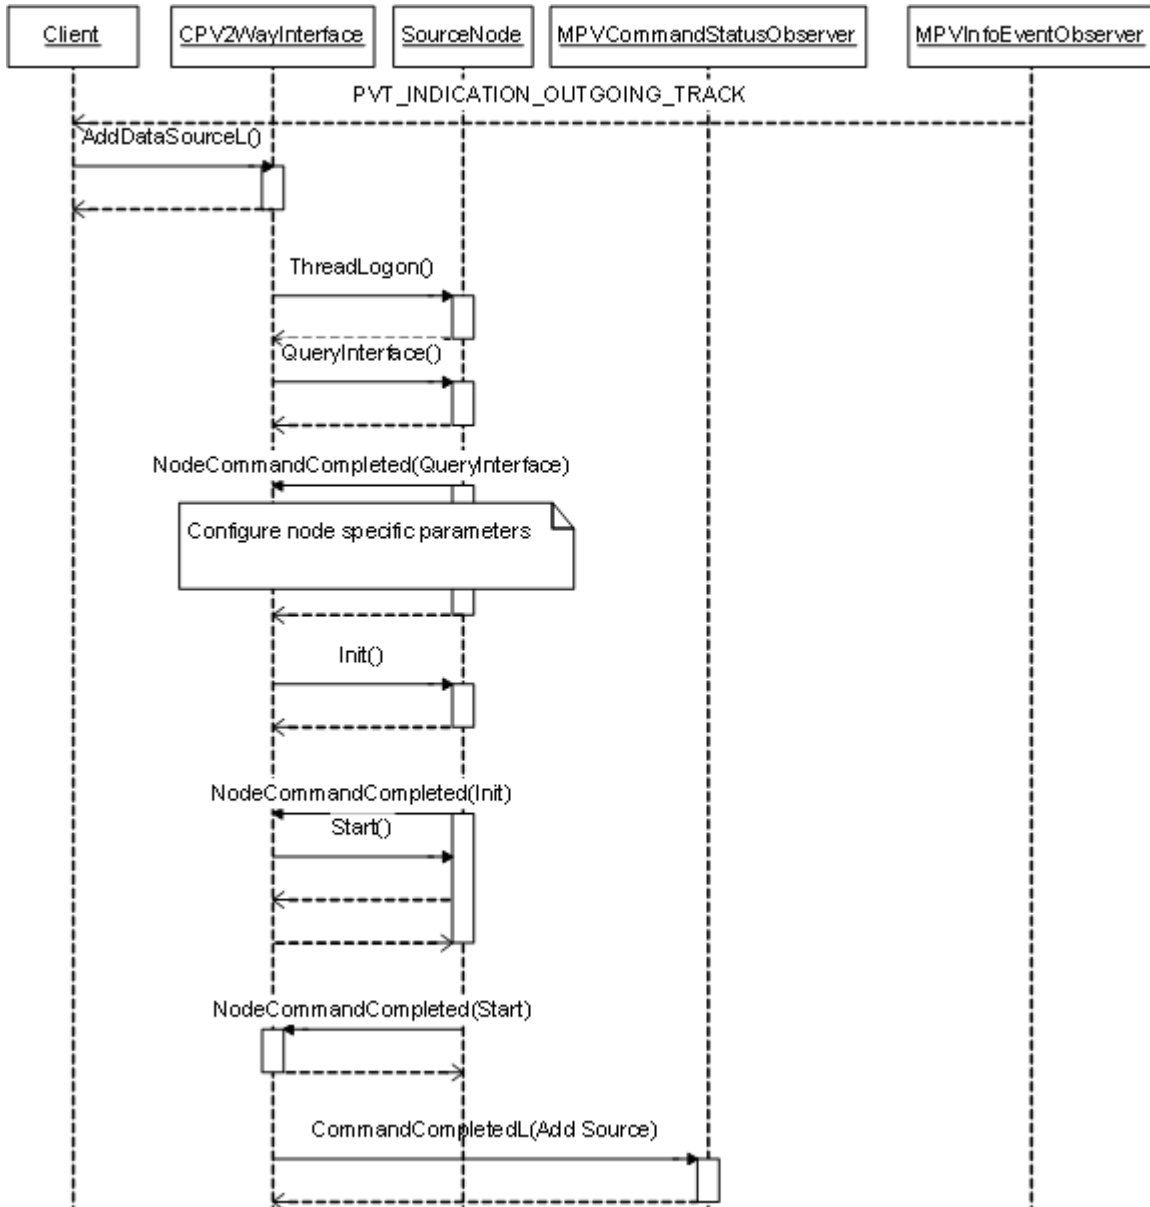 Client
CPV2WayInterface
SourceNode
MPVCommandStatusObserver
MPVInfoEventObserver
PVT_INDICATION_OUTGOING_TRACK
AddDataSourceL()
ThreadLogon()
QueryInterface()
NodeCommandCompleted(QueryInterface)
Configure node specific parameters
Init()
NodeCommandCompleted(Init)
Start()
NodeCommandCompleted(Start)
CommandCompletedL(Add Source)